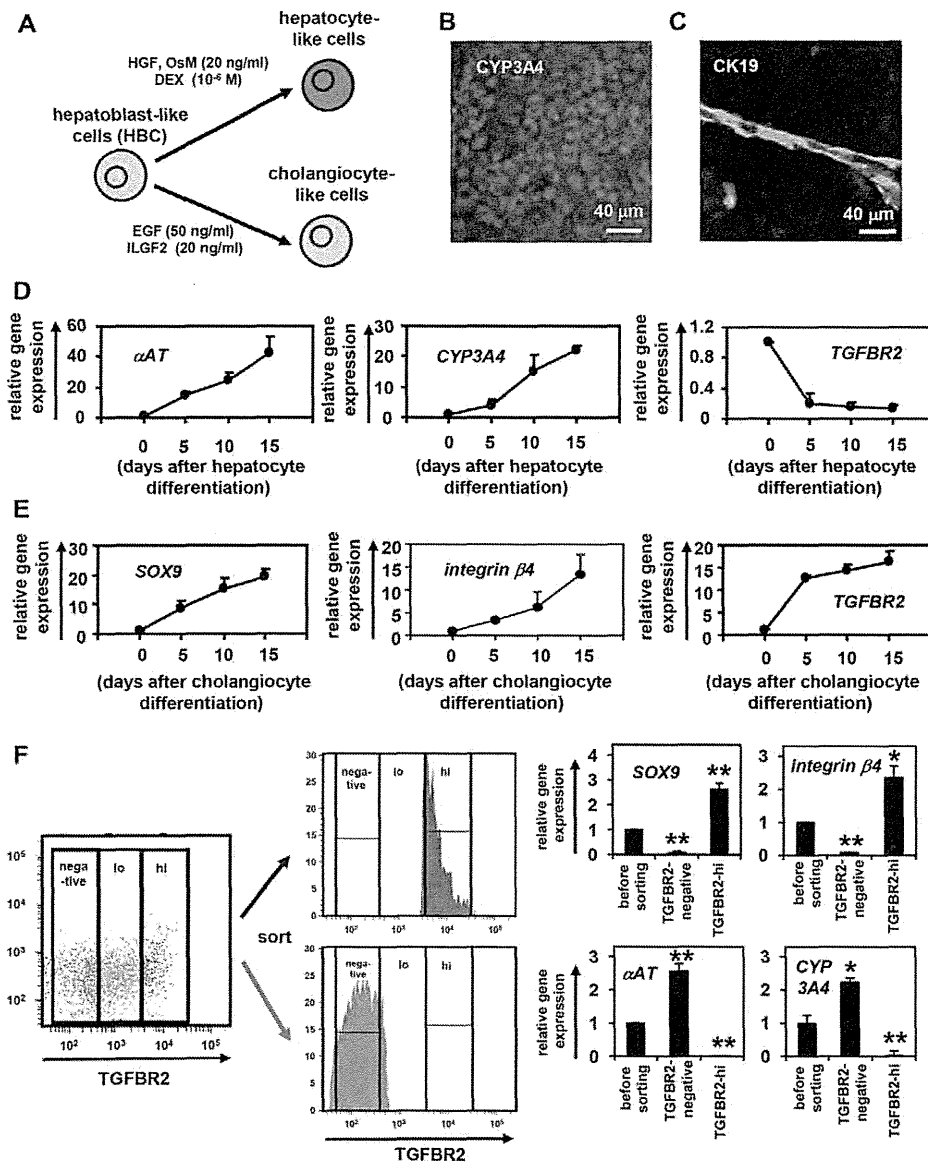 A
hepatocyte-
like cells
HGF, OsM (20 ng/ml)
DEX (10⁻⁶ M)
hepatoblast-like
cells (HBC)
cholangiocyte-
like cells
EGF (50 ng/ml)
ILGF2 (20 ng/ml)
B
CYP3A4
40 µm
C
CK19
40 µm
D
relative gene
expression
60
40
20
0
αAT
0 5 10 15
(days after hepatocyte
differentiation)
relative gene
expression
30
20
10
0
CYP3A4
0 5 10 15
(days after hepatocyte
differentiation)
relative gene
expression
1.2
0.8
0.4
0
TGFBR2
0 5 10 15
(days after hepatocyte
differentiation)
E
relative gene
expression
30
20
10
0
SOX9
0 5 10 15
(days after cholangiocyte
differentiation)
relative gene
expression
20
15
10
5
0
integrin β4
0 5 10 15
(days after cholangiocyte
differentiation)
relative gene
expression
20
15
10
5
0
TGFBR2
0 5 10 15
(days after cholangiocyte
differentiation)
F
10⁵
10⁴
10³
10²
nega-
tive
lo
hi
10² 10³ 10⁴ 10⁵
TGFBR2
sort
30
25
20
15
10
5
0
nega-
tive
lo
hi
10² 10³ 10⁴ 10⁵
30
25
20
15
10
5
0
nega-
tive
lo
hi
10² 10³ 10⁴ 10⁵
TGFBR2
relative gene
expression
4
3
2
1
0
SOX9
**
**
before
sorting
TGFBR2-
negative
TGFBR2-hi
3
2
1
0
integrin β4
**
*
before
sorting
TGFBR2-
negative
TGFBR2-hi
relative gene
expression
3
2
1
0
αAT
**
**
before
sorting
TGFBR2-
negative
TGFBR2-hi
3
2
1
0
CYP
3A4
*
**
before
sorting
TGFBR2-
negative
TGFBR2-hi